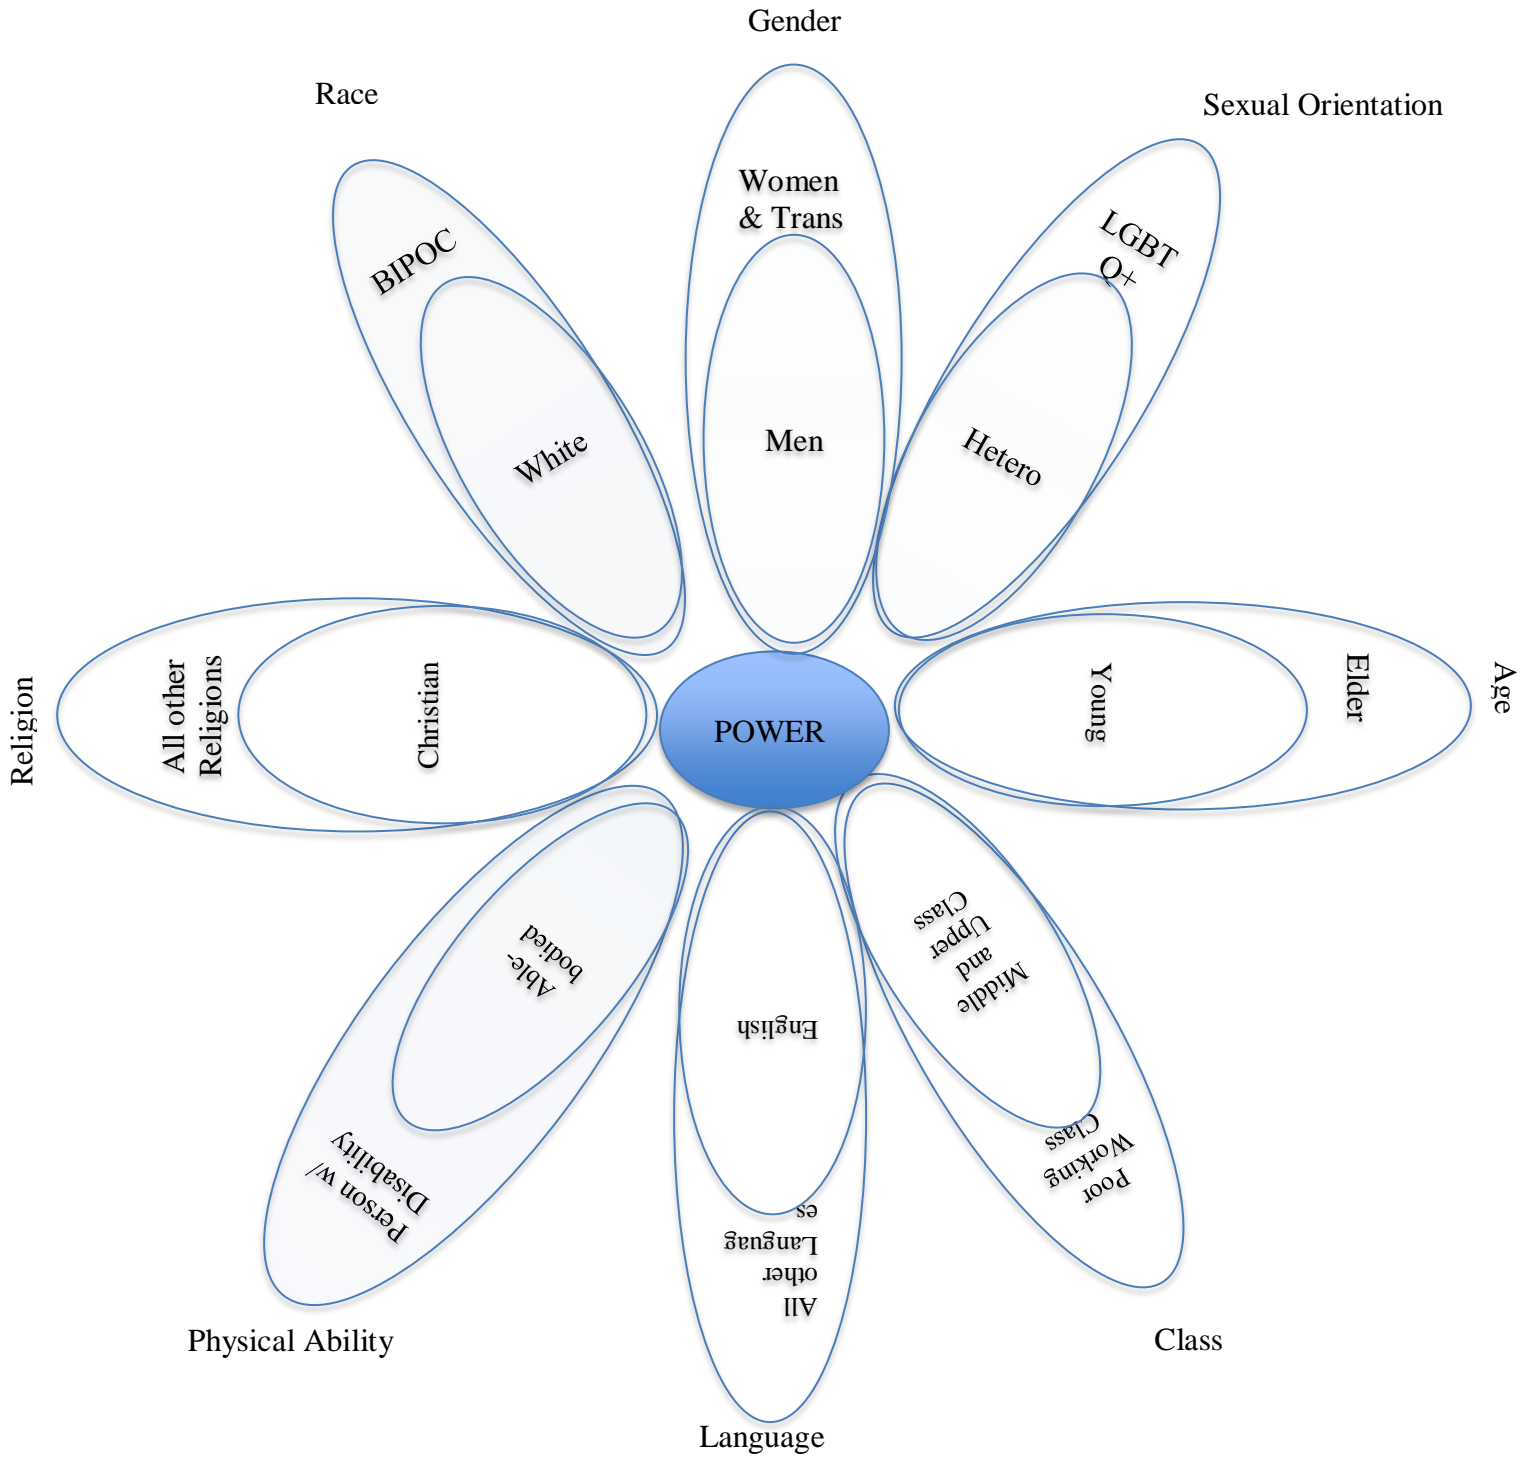 Gender
Race
Sexual Orientation
Women
& Trans
BIPOC
LGBT
Q+
Men
White
Hetero
Religion
All other
Religions
Christian
POWER
Young
Elder
Age
Able-
bodied
English
Middle
and
Upper
Class
Person w/
Disability
All
other
Languag
es
Poor
Working
Class
Physical Ability
Class
Language